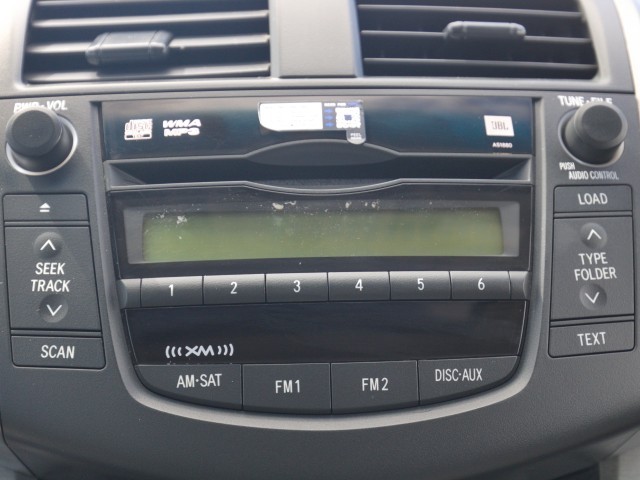 PWR·VOL
TUNE·FILE
WMA
MP3
JBL
AS1880
PUSH
AUDIO CONTROL
LOAD
SEEK
TRACK
TYPE
FOLDER
1 2 3 4 5 6
SCAN
TEXT
(((XM)))
AM·SAT
FM1
FM2
DISC·AUX